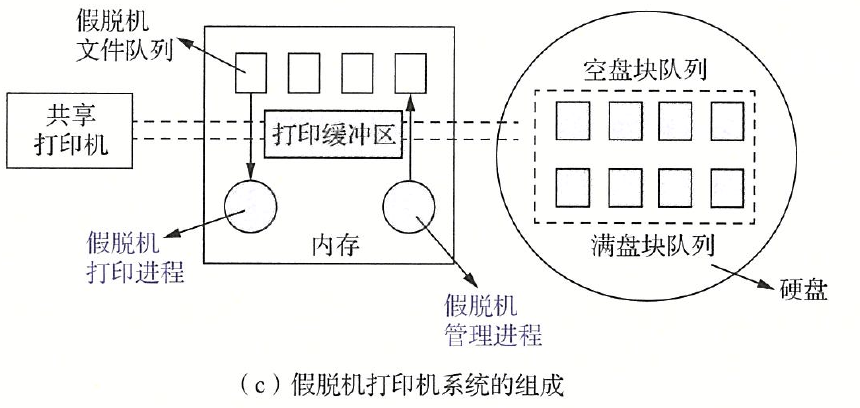 假脱机
文件队列
共享
打印机
打印缓冲区
空盘块队列
满盘块队列
硬盘
假脱机
打印进程
内存
假脱机
管理进程
（c）假脱机打印机系统的组成